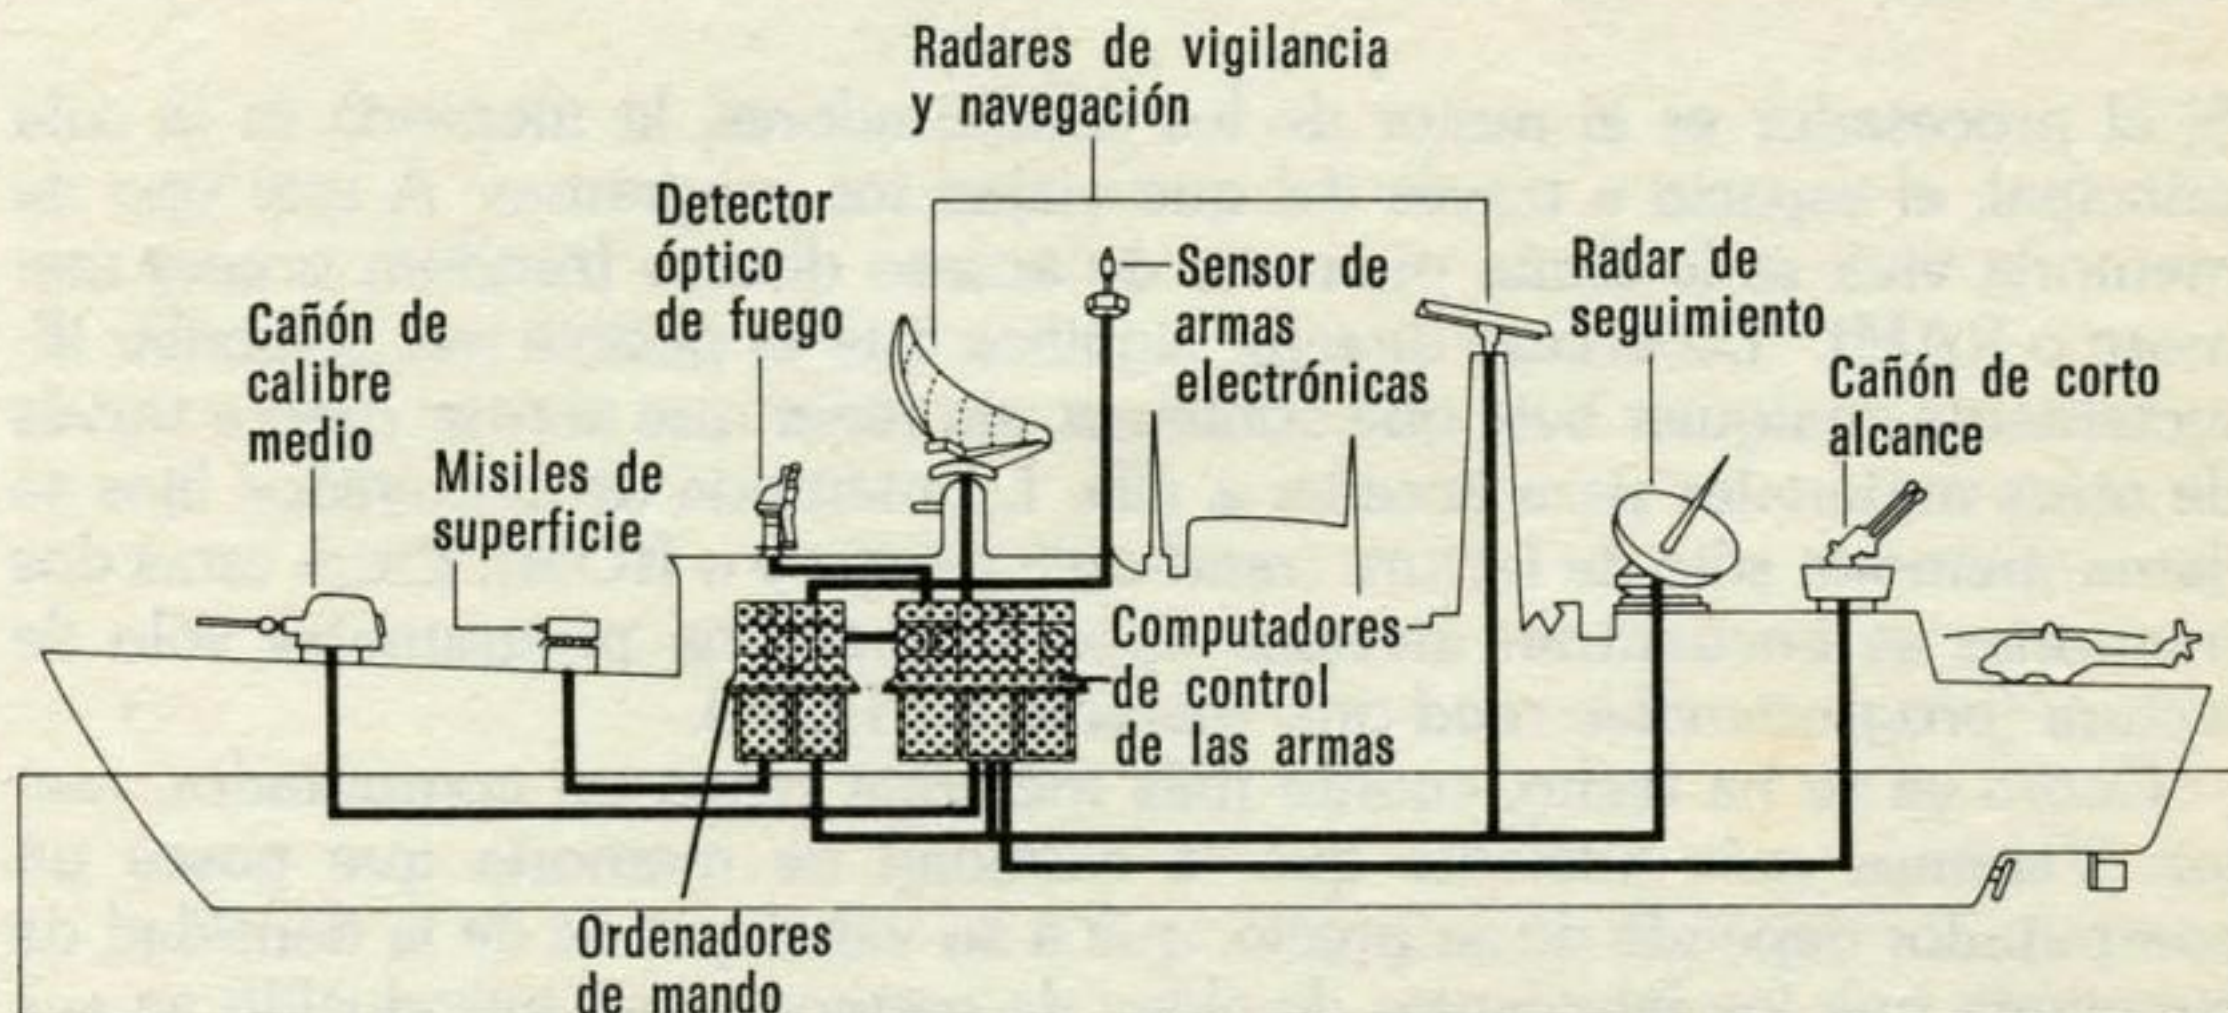 Radares de vigilancia
y navegación
Detector
óptico
de fuego
Sensor de
armas
electrónicas
Radar de
seguimiento
Cañón de
calibre
medio
Cañón de corto
alcance
Misiles de
superficie
Computadores
de control
de las armas
Ordenadores
de mando